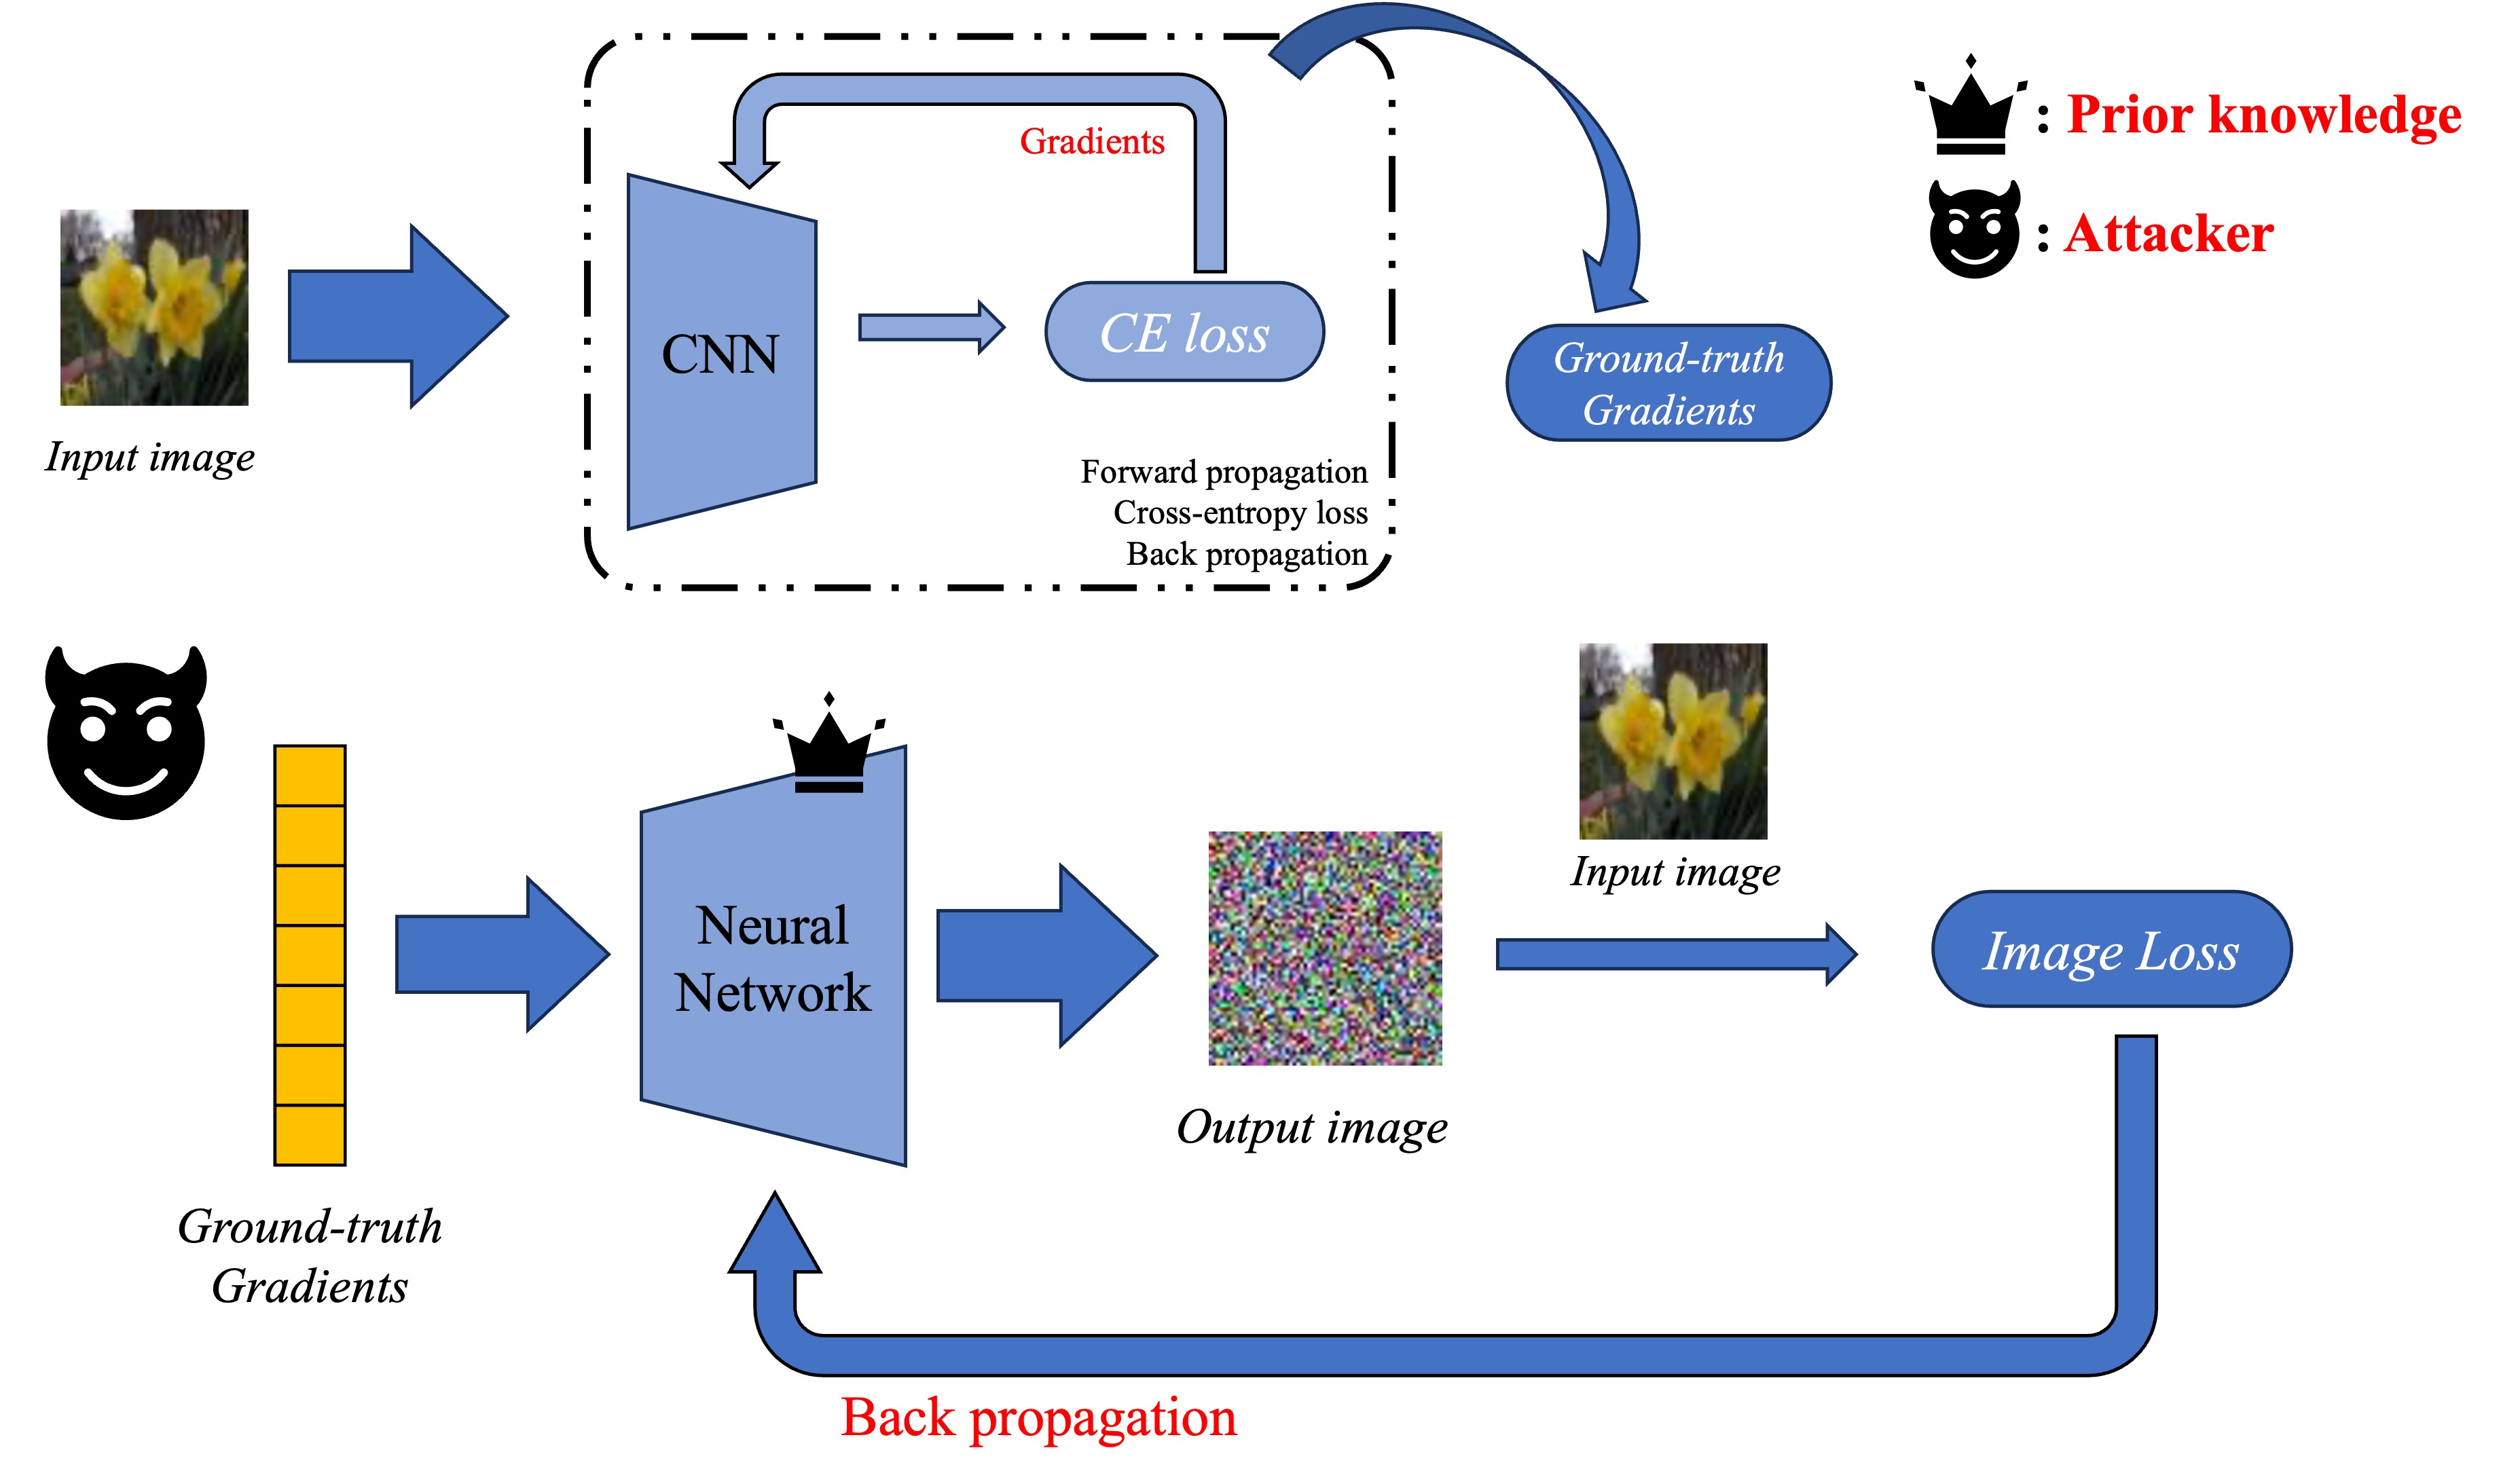 Gradients
: Prior knowledge
: Attacker
CNN
CE loss
Ground-truth
Gradients
Input image
Forward propagation
Cross-entropy loss
Back propagation
Input image
Neural
Network
Image Loss
Output image
Ground-truth
Gradients
Back propagation